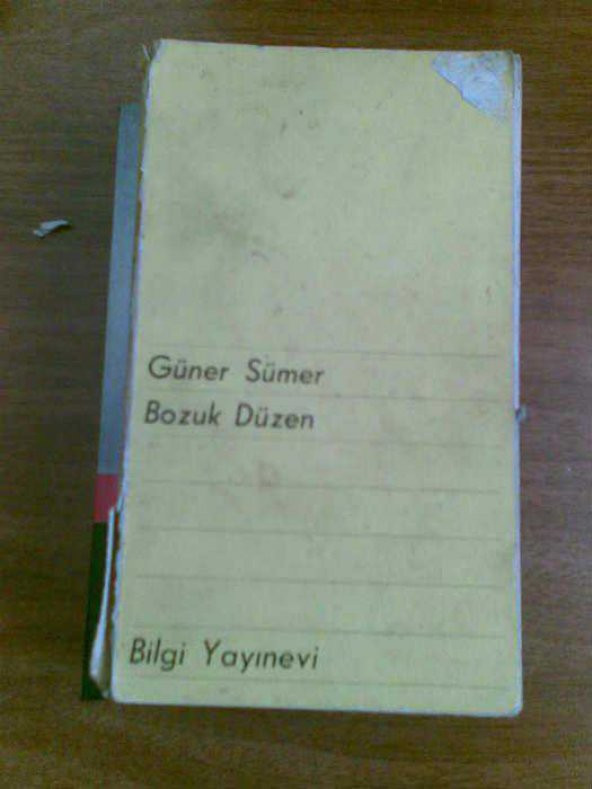 Güner Sümer
Bozuk Düzen
Bilgi Yayınevi